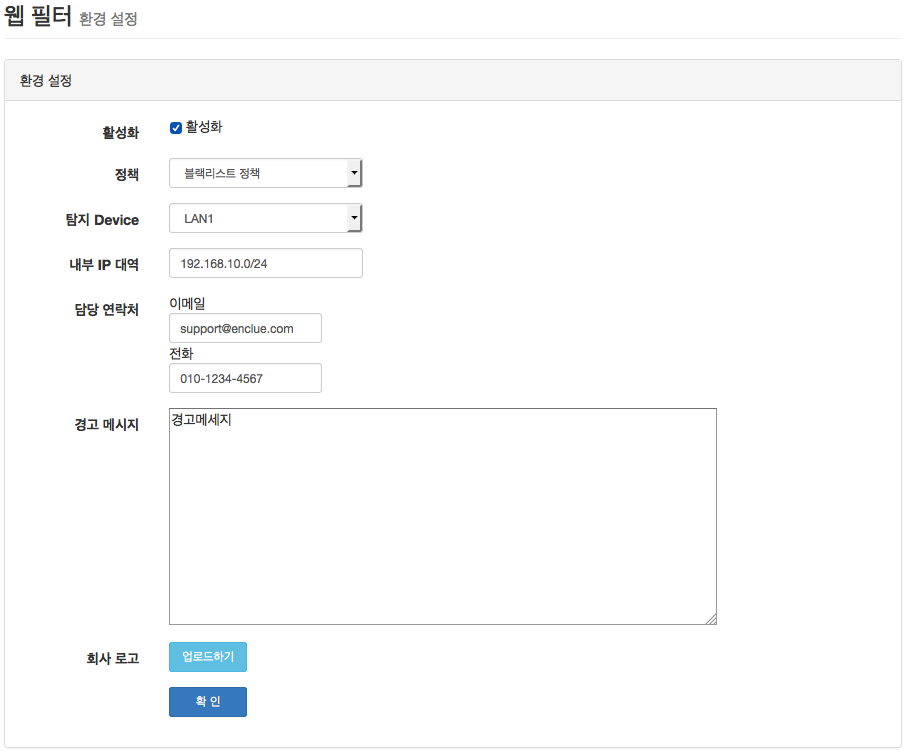 웹 필터 환경 설정
환경 설정
활성화 활성화
정책 블랙리스트 정책
탐지 Device LAN1
내부 IP 대역 192.168.10.0/24
담당 연락처 이메일
support@enclue.com
전화
010-1234-4567
경고 메시지 경고메세지
회사 로고 업로드하기
확 인